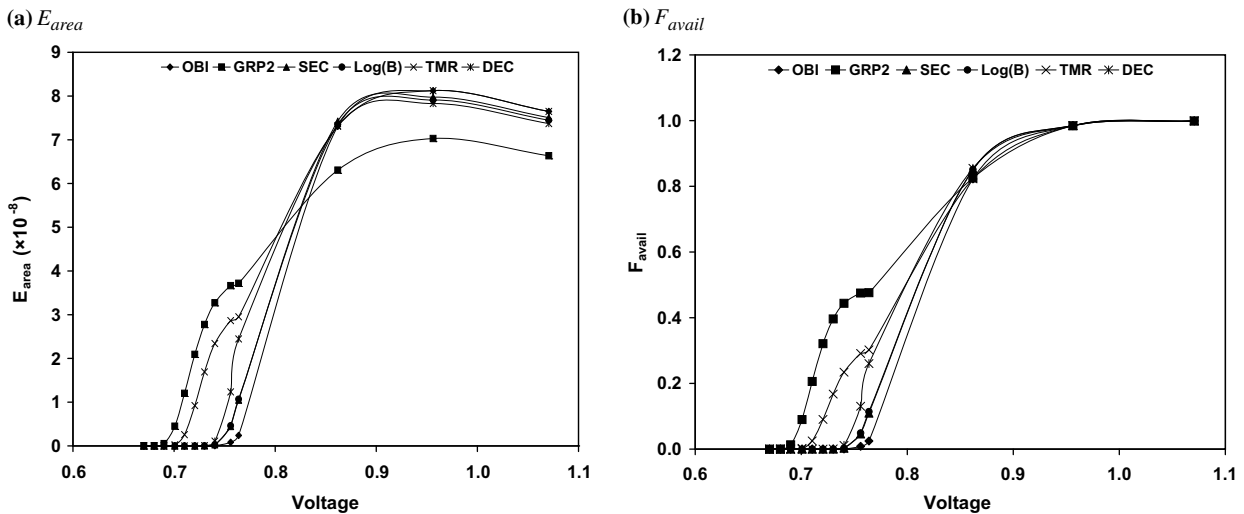 (a) E_area
9
8
7
6
5
4
3
2
1
0
E_area (×10⁻⁸)
OBI GRP2 SEC Log(B) TMR DEC
0.6 0.7 0.8 0.9 1.0 1.1
Voltage
(b) F_avail
1.2
1.0
0.8
0.6
0.4
0.2
0.0
F_avail
OBI GRP2 SEC Log(B) TMR DEC
0.6 0.7 0.8 0.9 1.0 1.1
Voltage